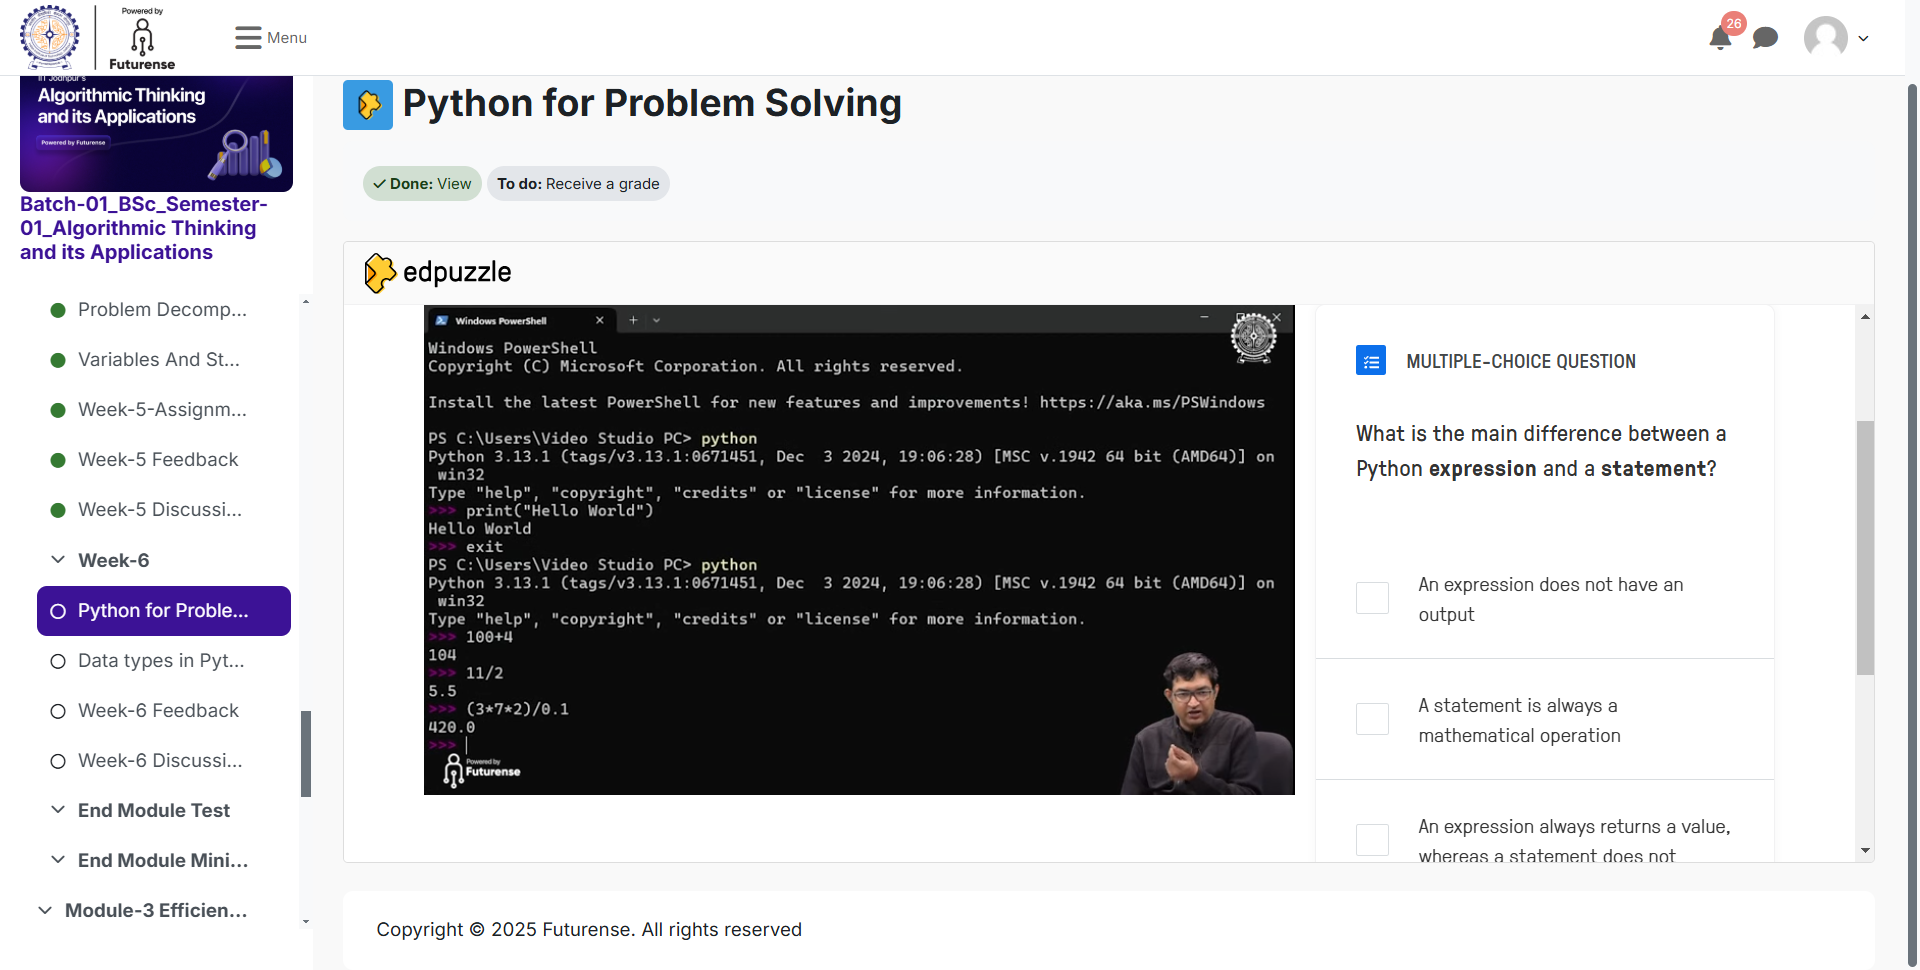 Powered by
Futurense
Menu
26
IIT Jodhpur's
Algorithmic Thinking
and its Applications
Powered by Futurense
Batch-01_BSc_Semester-
01_Algorithmic Thinking
and its Applications
Problem Decomp...
Variables And St...
Week-5-Assignm...
Week-5 Feedback
Week-5 Discussi...
Week-6
Python for Proble...
Data types in Pyt...
Week-6 Feedback
Week-6 Discussi...
End Module Test
End Module Mini...
Module-3 Efficien...
Python for Problem Solving
Done: View
To do: Receive a grade
edpuzzle
Windows PowerShell
Windows PowerShell
Copyright (C) Microsoft Corporation. All rights reserved.
Install the latest PowerShell for new features and improvements! https://aka.ms/PSWindows
PS C:\Users\Video Studio PC> python
Python 3.13.1 (tags/v3.13.1:0671451, Dec  3 2024, 19:06:28) [MSC v.1942 64 bit (AMD64)] on
win32
Type "help", "copyright", "credits" or "license" for more information.
>>> print("Hello World")
Hello World
>>> exit
PS C:\Users\Video Studio PC> python
Python 3.13.1 (tags/v3.13.1:0671451, Dec  3 2024, 19:06:28) [MSC v.1942 64 bit (AMD64)] on
win32
Type "help", "copyright", "credits" or "license" for more information.
>>> 100+4
104
>>> 11/2
5.5
>>> (3*7*2)/0.1
420.0
>>>
Powered by
Futurense
MULTIPLE-CHOICE QUESTION
What is the main difference between a
Python expression and a statement?
An expression does not have an
output
A statement is always a
mathematical operation
An expression always returns a value,
whereas a statement does not
Copyright © 2025 Futurense. All rights reserved